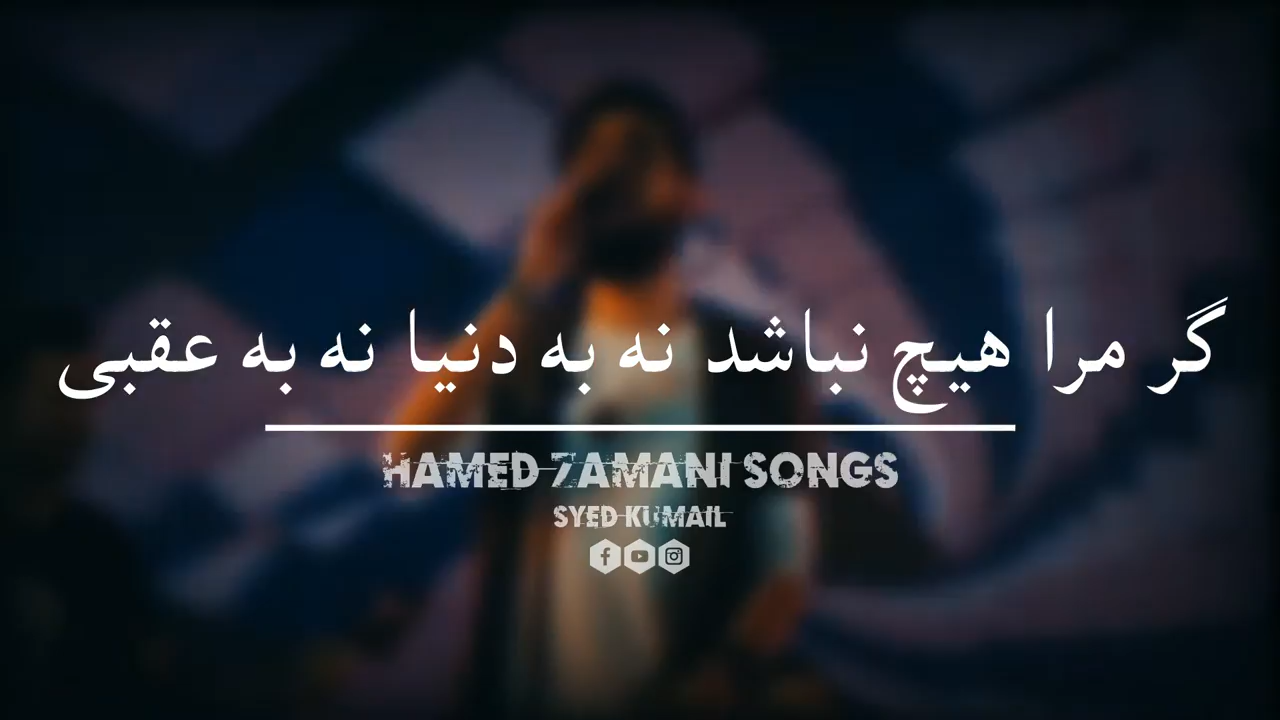 گر مرا هیچ نباشد نه به دنیا نه به عقبی
HAMED ZAMANI SONGS
SYED KUMAIL